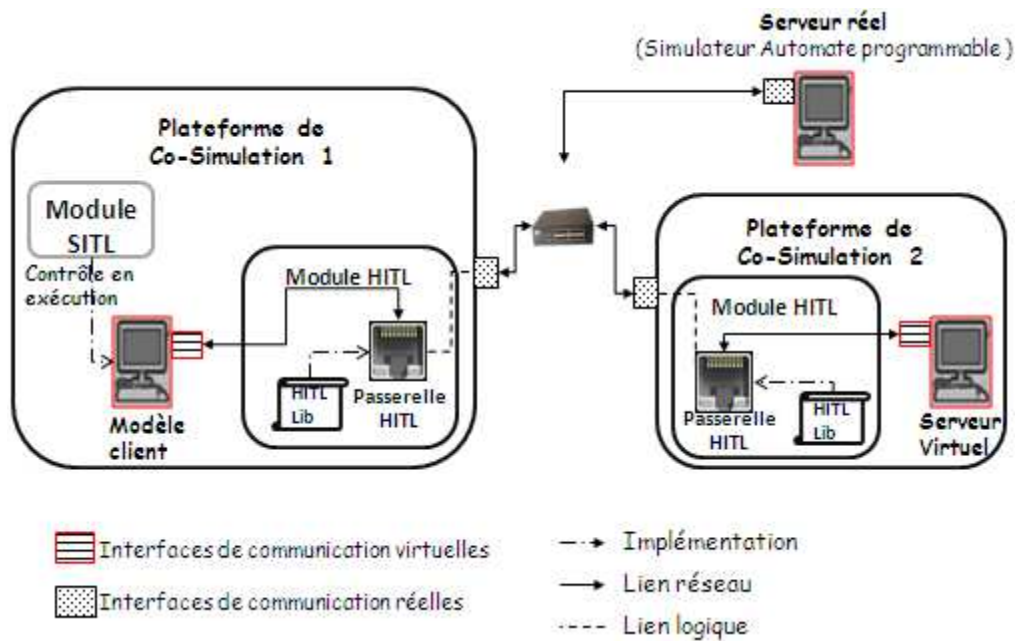 Serveur réel
(Simulateur Automate programmable )
Plateforme de
Co-Simulation 1
Module
SITL
Contrôle en
exécution
Modèle
client
Module HITL
HITL
Lib
Passerelle
HITL
Plateforme de
Co-Simulation 2
Module HITL
Passerelle
HITL
HITL
Lib
Serveur
Virtuel
Interfaces de communication virtuelles
Interfaces de communication réelles
Implémentation
Lien réseau
Lien logique